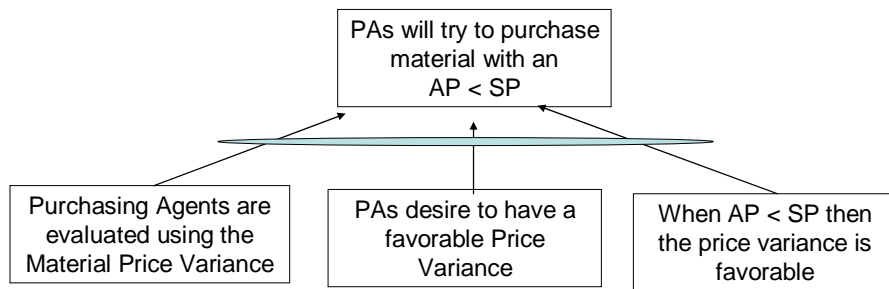 PAs will try to purchase
material with an
AP < SP
Purchasing Agents are
evaluated using the
Material Price Variance
PAs desire to have a
favorable Price
Variance
When AP < SP then
the price variance is
favorable